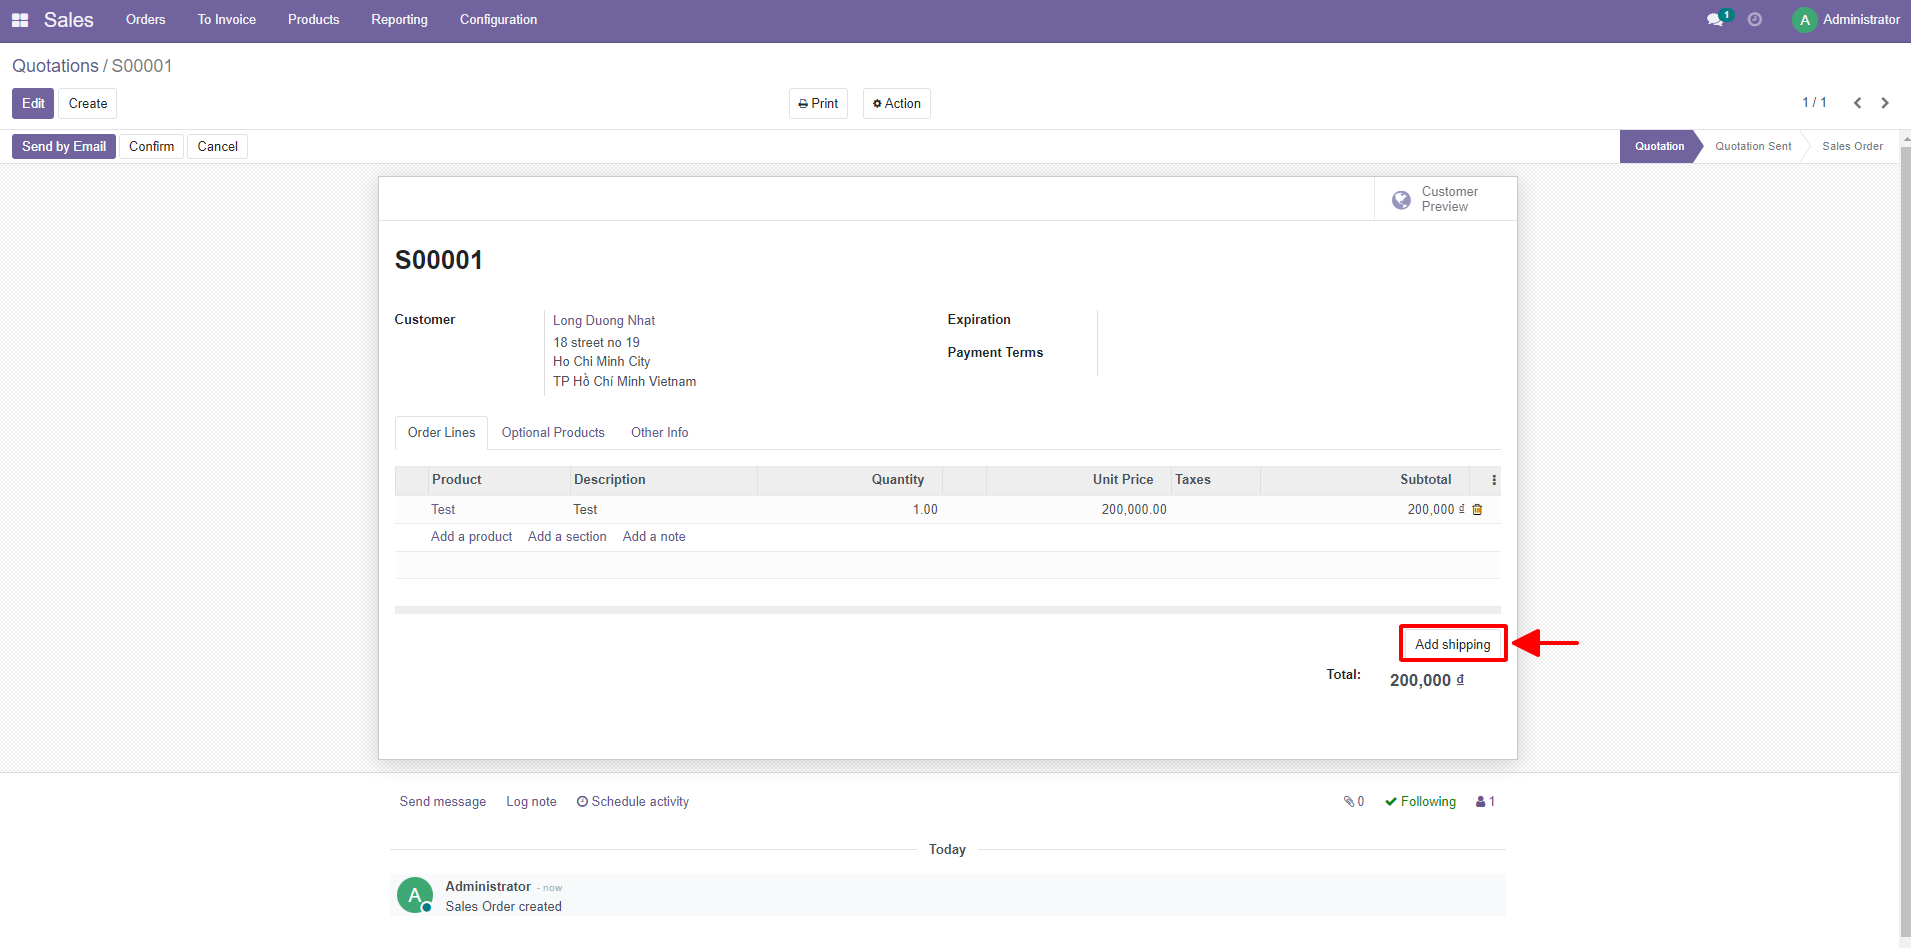 Sales Orders To Invoice Products Reporting Configuration 1 A Administrator
Quotations / S00001
Edit Create Print Action 1 / 1
Send by Email Confirm Cancel Quotation Quotation Sent Sales Order
Customer
Preview
S00001
Customer Long Duong Nhat
18 street no 19
Ho Chi Minh City
TP Hồ Chí Minh Vietnam
Expiration
Payment Terms
Order Lines Optional Products Other Info
Product Description Quantity Unit Price Taxes Subtotal
Test Test 1.00 200,000.00 200,000 ₫
Add a product Add a section Add a note
Add shipping
Total: 200,000 ₫
Send message Log note Schedule activity 0 Following 1
Today
A Administrator - now
Sales Order created